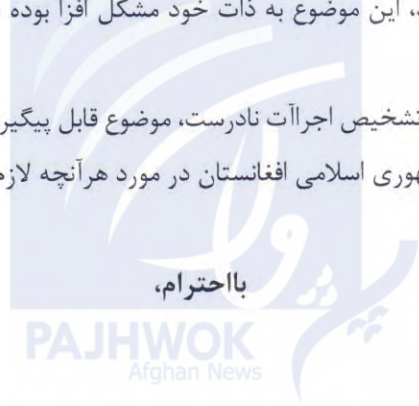 این موضوع به ذات خود مشکل افزا بوده
تشخیص اجراآت نادرست، موضوع قابل پیگیر
هوری اسلامی افغانستان در مورد هرآنچه لازم
بااحترام،
PAJHWOK
Afghan News